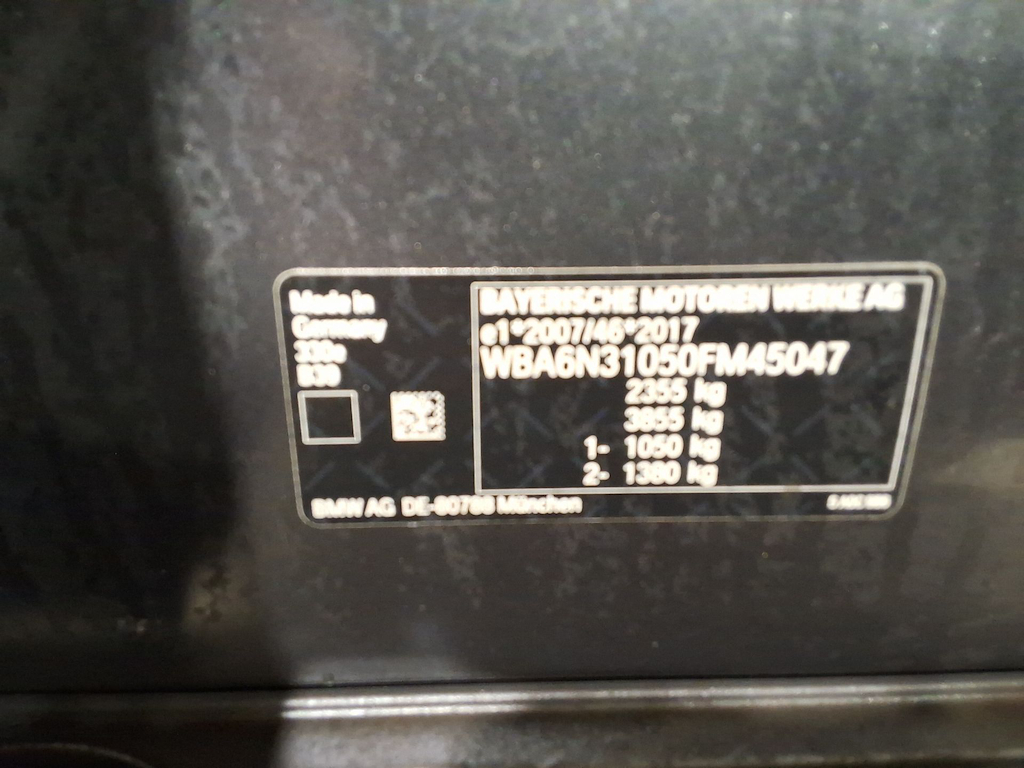 Made in
Germany
330e
BAYERISCHE MOTOREN WERKE AG
e1*2007/46*2017
WBA6N31050FM45047
2355 kg
3855 kg
1- 1050 kg
2- 1380 kg
BMW AG DE-80788 München